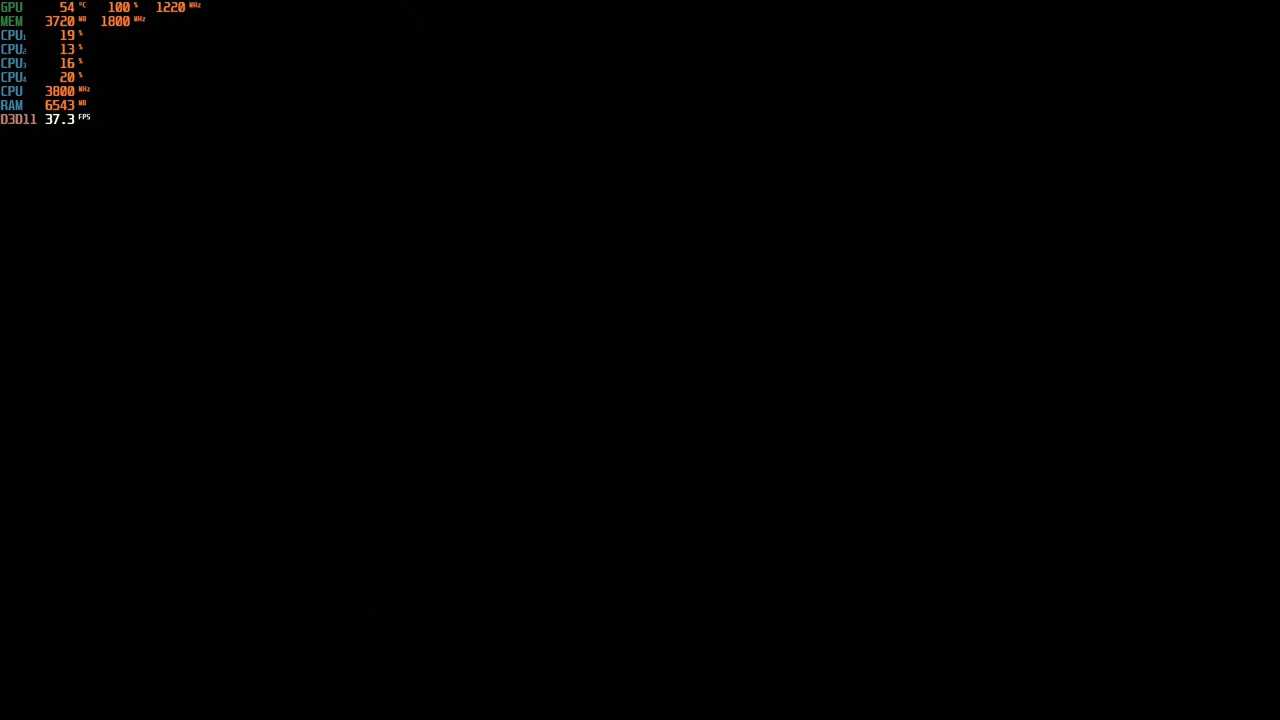 GPU 54 °C 100 % 1220 MHz
MEM 3720 MB 1800 MHz
CPU₁ 19 %
CPU₂ 13 %
CPU₃ 16 %
CPU₄ 20 %
CPU 3800 MHz
RAM 6543 MB
D3D11 37.3 FPS